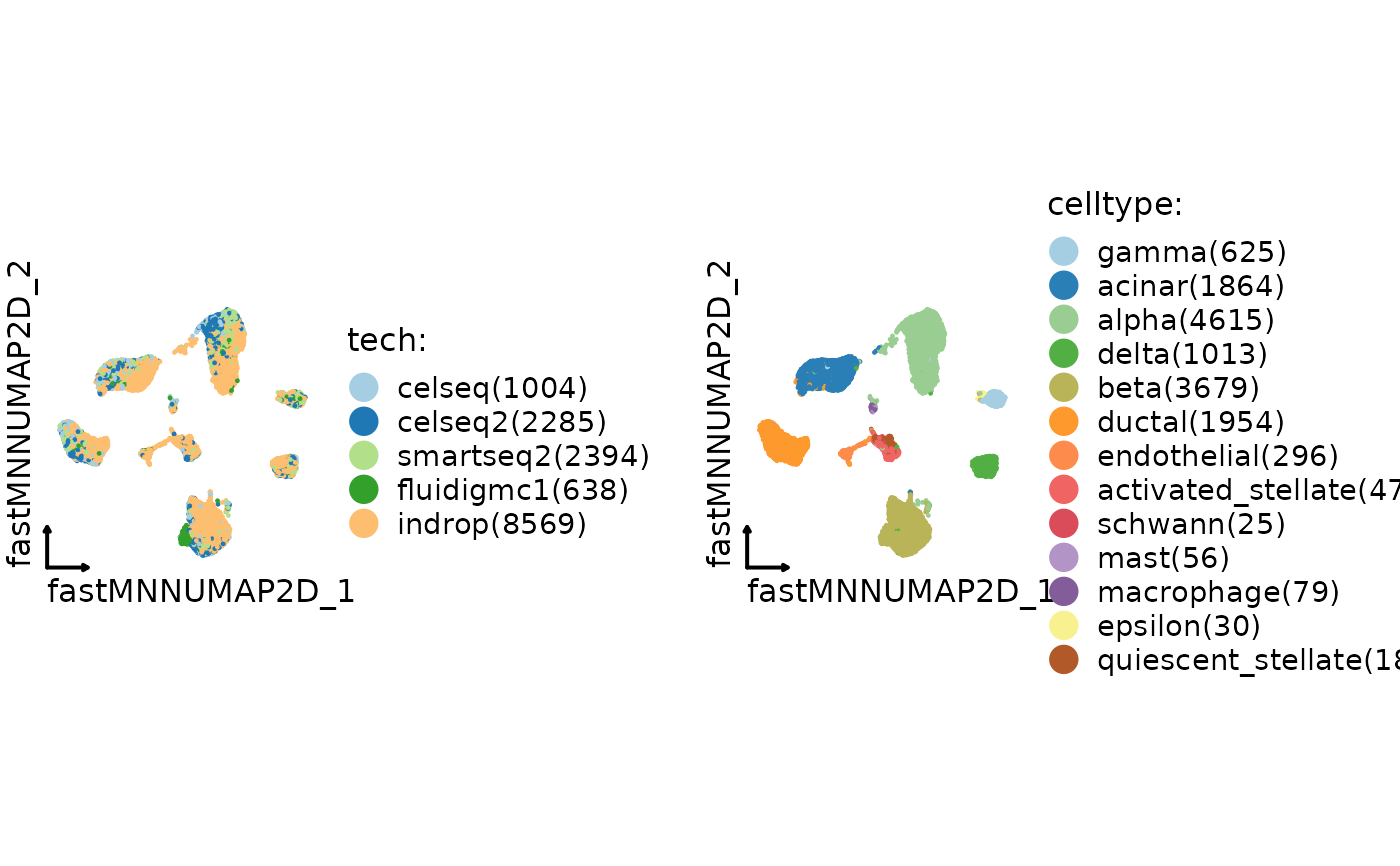 fastMNNUMAP2D_2
fastMNNUMAP2D_1
tech:
celseq(1004)
celseq2(2285)
smartseq2(2394)
fluidigmc1(638)
indrop(8569)
fastMNNUMAP2D_2
fastMNNUMAP2D_1
celltype:
gamma(625)
acinar(1864)
alpha(4615)
delta(1013)
beta(3679)
ductal(1954)
endothelial(296)
activated_stellate(47
schwann(25)
mast(56)
macrophage(79)
epsilon(30)
quiescent_stellate(18